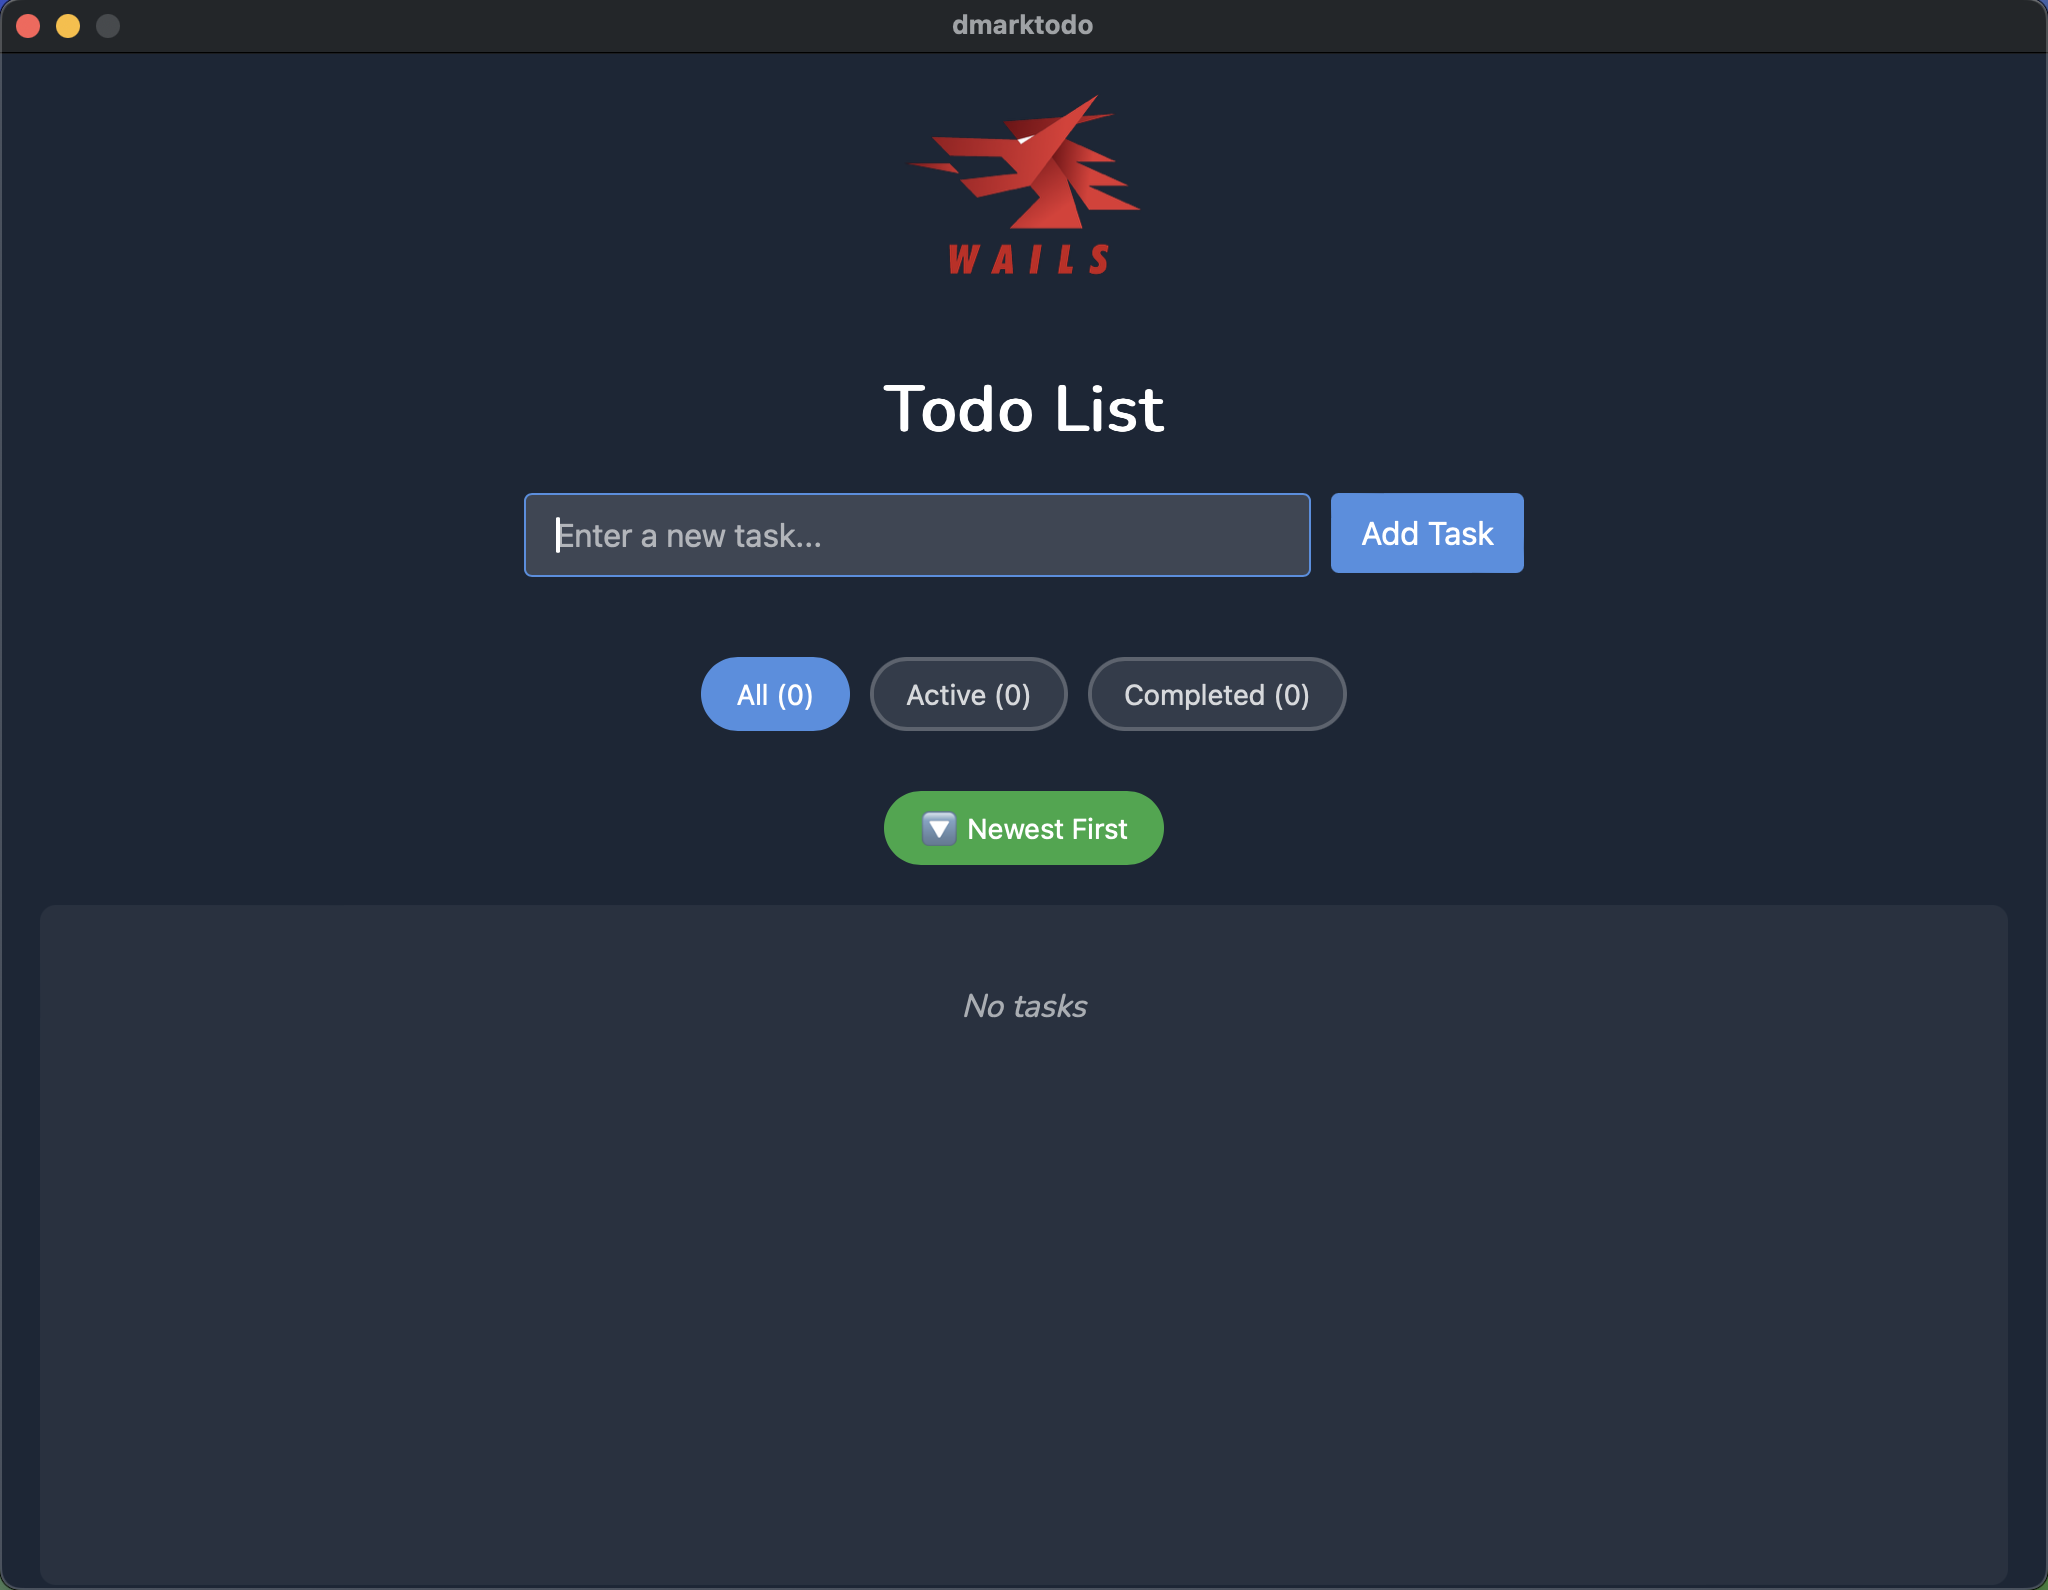 dmarktodo
WAILS
Todo List
Enter a new task...
Add Task
All (0)
Active (0)
Completed (0)
Newest First
No tasks